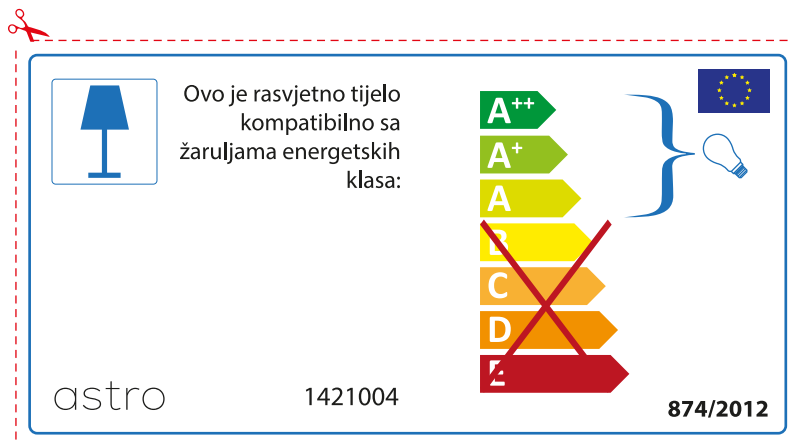 Ovo je rasvjetno tijelo
kompatibilno sa
žaruljama energetskih
klasa:
A++
A+
A
B
C
D
E
astro
1421004
874/2012